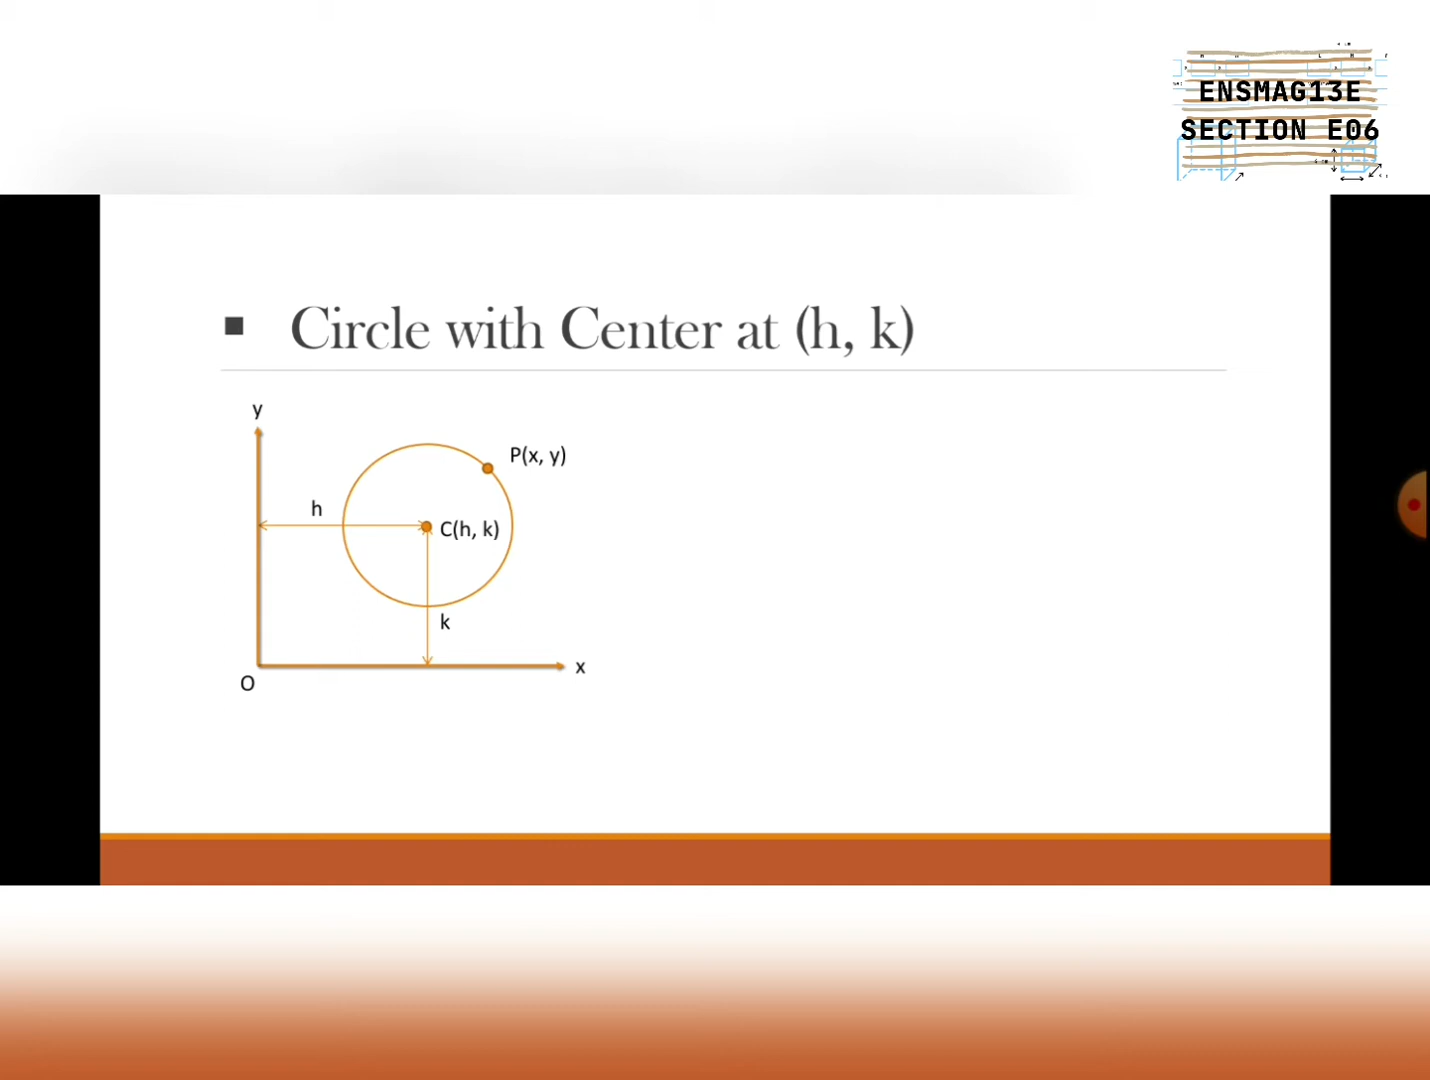 ENSMAG13E
SECTION E06
▪ Circle with Center at (h, k)
y
P(x, y)
h
C(h, k)
k
x
O